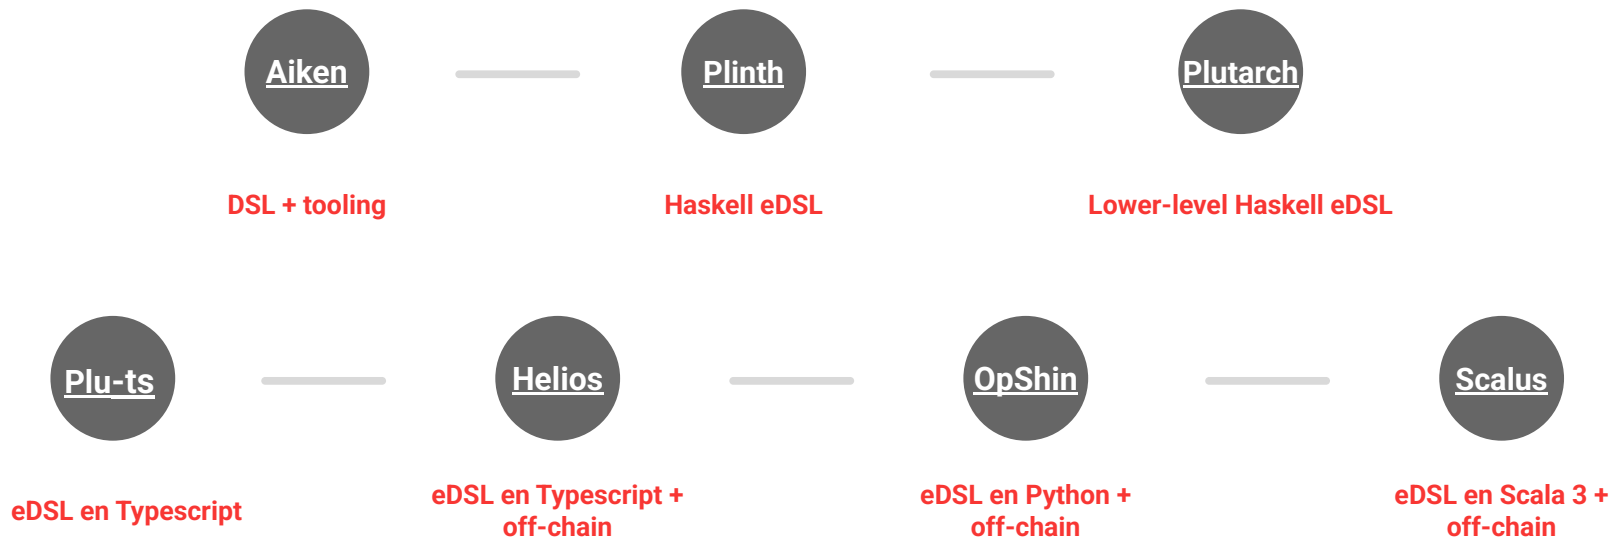 Aiken
Plinth
Plutarch
DSL + tooling
Haskell eDSL
Lower-level Haskell eDSL
Plu-ts
Helios
OpShin
Scalus
eDSL en Typescript
eDSL en Typescript +
off-chain
eDSL en Python +
off-chain
eDSL en Scala 3 +
off-chain